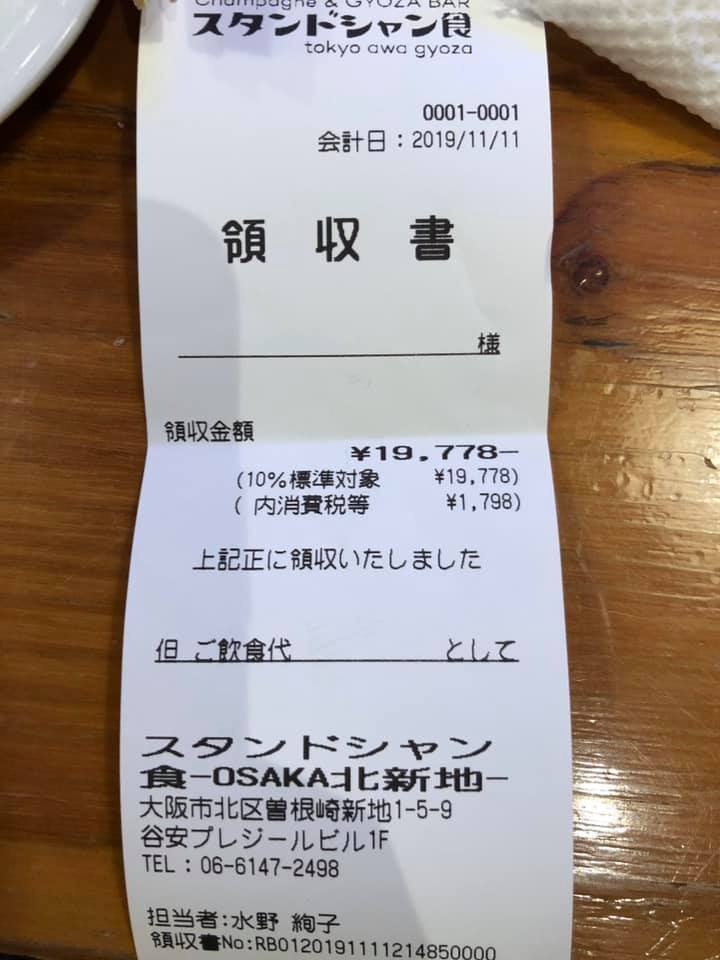 Champagne & GYOZA BAR
スタンドシャン食
tokyo awa gyoza
0001-0001
会計日：2019/11/11
領収書
様
領収金額
¥19,778-
(10%標準対象 ¥19,778)
( 内消費税等 ¥1,798)
上記正に領収いたしました
但 ご飲食代 として
スタンドシャン
食-OSAKA北新地-
大阪市北区曽根崎新地1-5-9
谷安プレジールビル1F
TEL：06-6147-2498
担当者:水野 絢子
領収書No:RB01201911111214850000